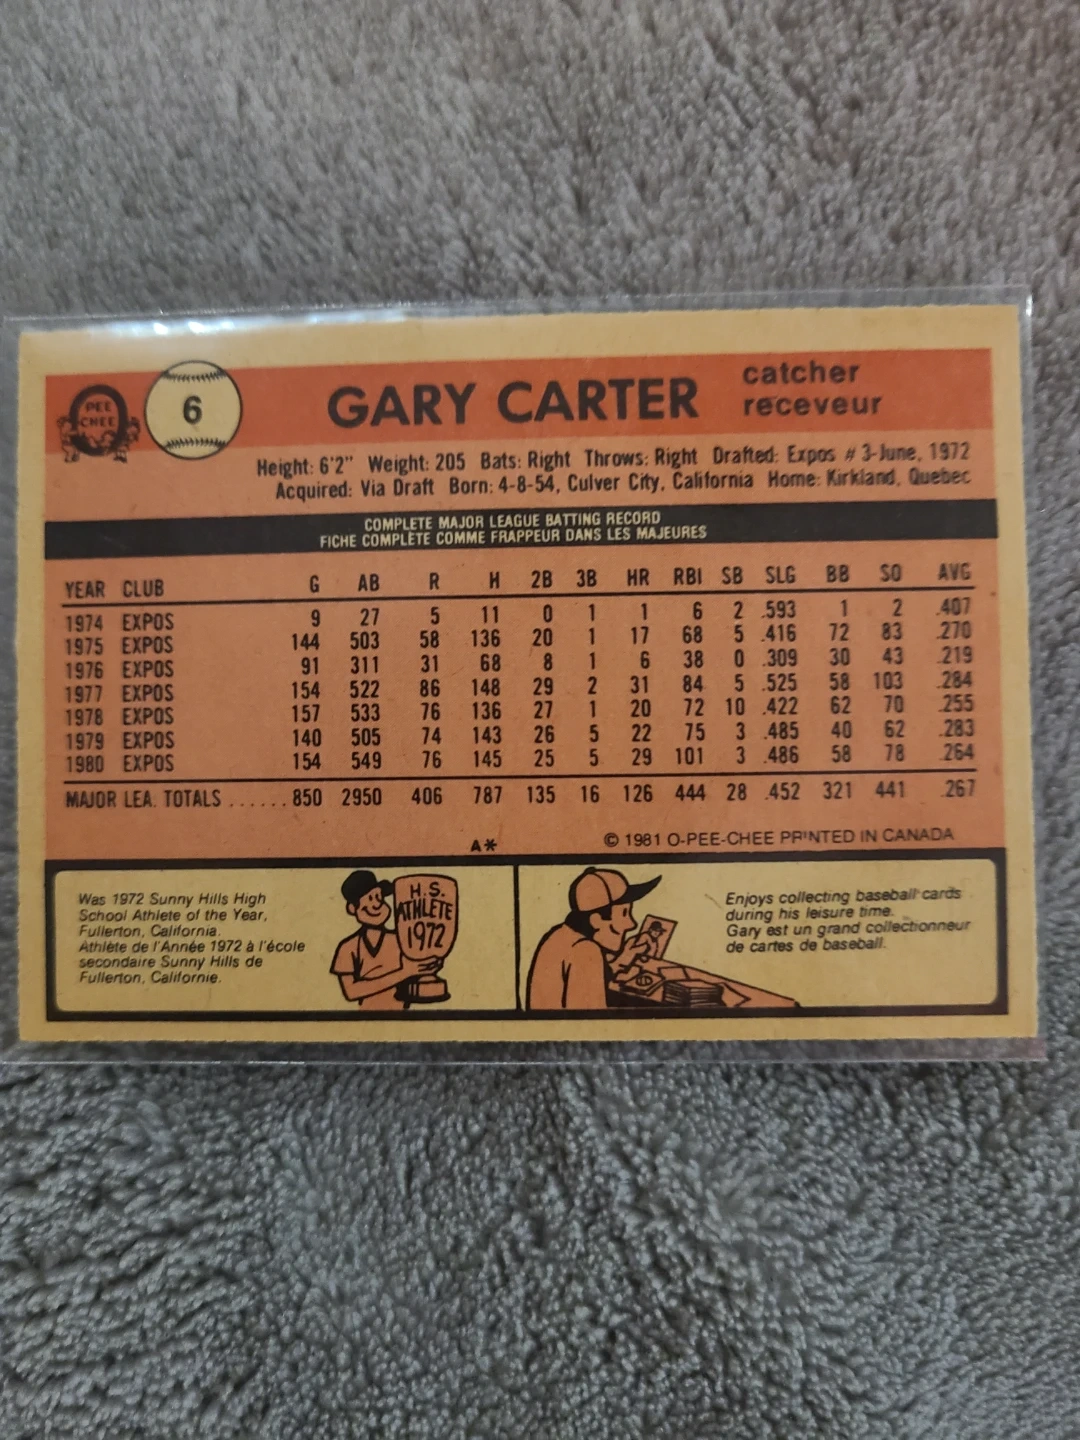 PEE
CHEE
6
GARY CARTER
catcher
receveur
Height: 6'2" Weight: 205 Bats: Right Throws: Right Drafted: Expos # 3-June, 1972
Acquired: Via Draft Born: 4-8-54, Culver City, California Home: Kirkland, Quebec
COMPLETE MAJOR LEAGUE BATTING RECORD
FICHE COMPLÈTE COMME FRAPPEUR DANS LES MAJEURES
YEAR CLUB G AB R H 2B 3B HR RBI SB SLG BB SO AVG
1974 EXPOS 9 27 5 11 0 1 1 6 2 .593 1 2 .407
1975 EXPOS 144 503 58 136 20 1 17 68 5 .416 72 83 .270
1976 EXPOS 91 311 31 68 8 1 6 38 0 .309 30 43 .219
1977 EXPOS 154 522 86 148 29 2 31 84 5 .525 58 103 .284
1978 EXPOS 157 533 76 136 27 1 20 72 10 .422 62 70 .255
1979 EXPOS 140 505 74 143 26 5 22 75 3 .485 40 62 .283
1980 EXPOS 154 549 76 145 25 5 29 101 3 .486 58 78 .264
MAJOR LEA. TOTALS ...... 850 2950 406 787 135 16 126 444 28 .452 321 441 .267
A* © 1981 O-PEE-CHEE PRINTED IN CANADA
Was 1972 Sunny Hills High
School Athlete of the Year,
Fullerton, California.
Athlète de l'Année 1972 à l'école
secondaire Sunny Hills de
Fullerton, Californie.
H.S.
ATHLETE
1972
Enjoys collecting baseball cards
during his leisure time.
Gary est un grand collectionneur
de cartes de baseball.